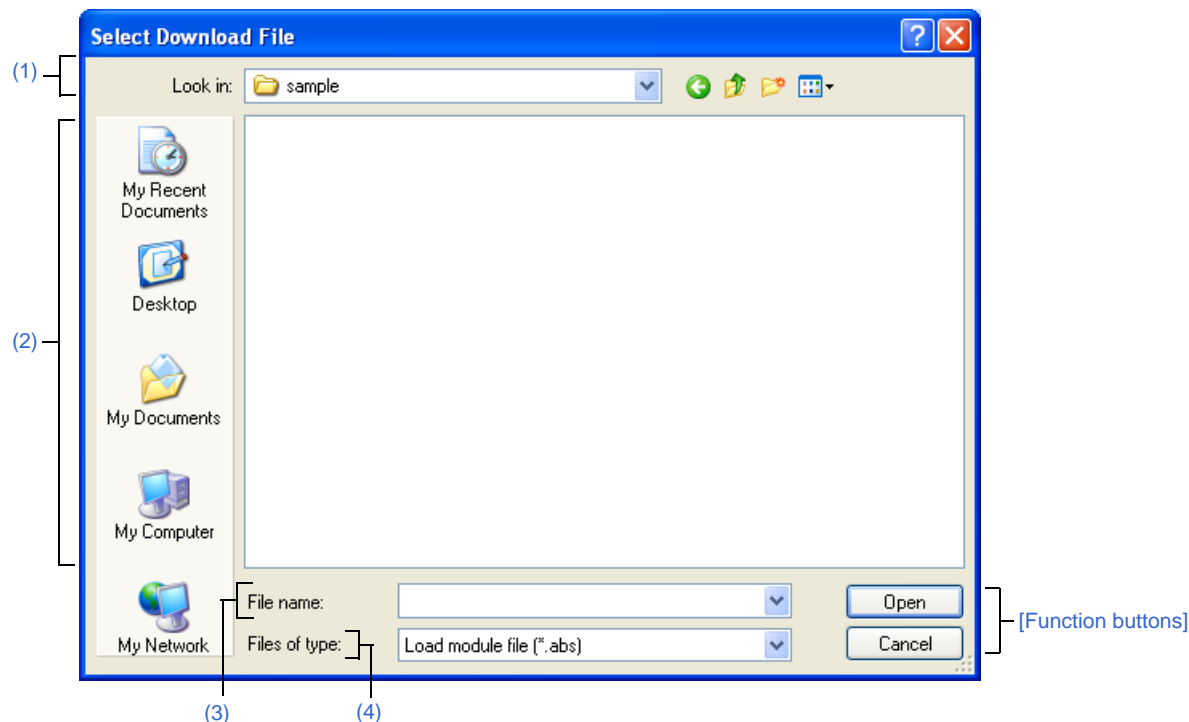 Select Download File
(1)
Look in:
sample
My Recent
Documents
Desktop
(2)
My Documents
My Computer
My Network
File name:
Open
[Function buttons]
Files of type:
Load module file (*.abs)
Cancel
(3)
(4)